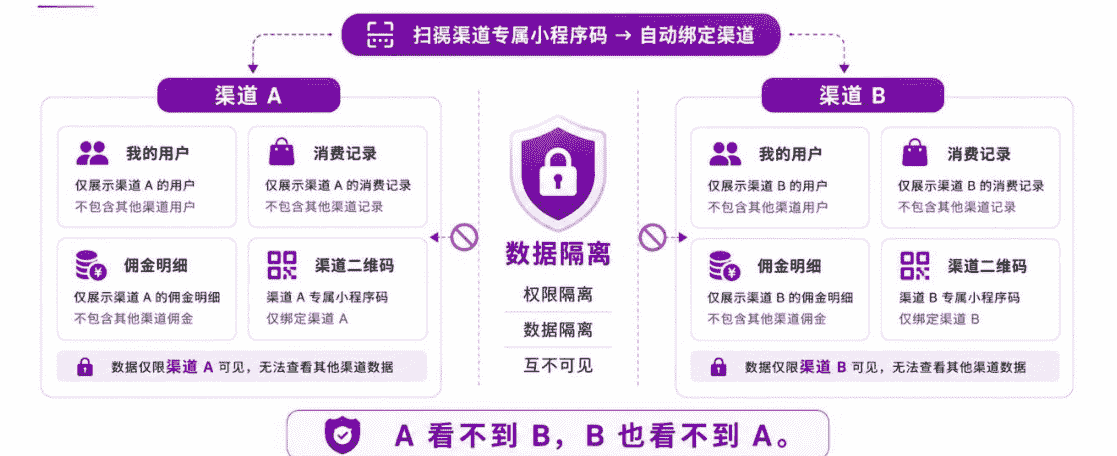 扫描渠道专属小程序码 → 自动绑定渠道
渠道 A
我的用户
仅展示渠道 A 的用户
不包含其他渠道用户
消费记录
仅展示渠道 A 的消费记录
不包含其他渠道记录
佣金明细
仅展示渠道 A 的佣金明细
不包含其他渠道佣金
渠道二维码
渠道 A 专属小程序码
仅绑定渠道 A
数据仅限渠道 A 可见，无法查看其他渠道数据
数据隔离
权限隔离
数据隔离
互不可见
渠道 B
我的用户
仅展示渠道 B 的用户
不包含其他渠道用户
消费记录
仅展示渠道 B 的消费记录
不包含其他渠道记录
佣金明细
仅展示渠道 B 的佣金明细
不包含其他渠道佣金
渠道二维码
渠道 B 专属小程序码
仅绑定渠道 B
数据仅限渠道 B 可见，无法查看其他渠道数据
A 看不到 B，B 也看不到 A。